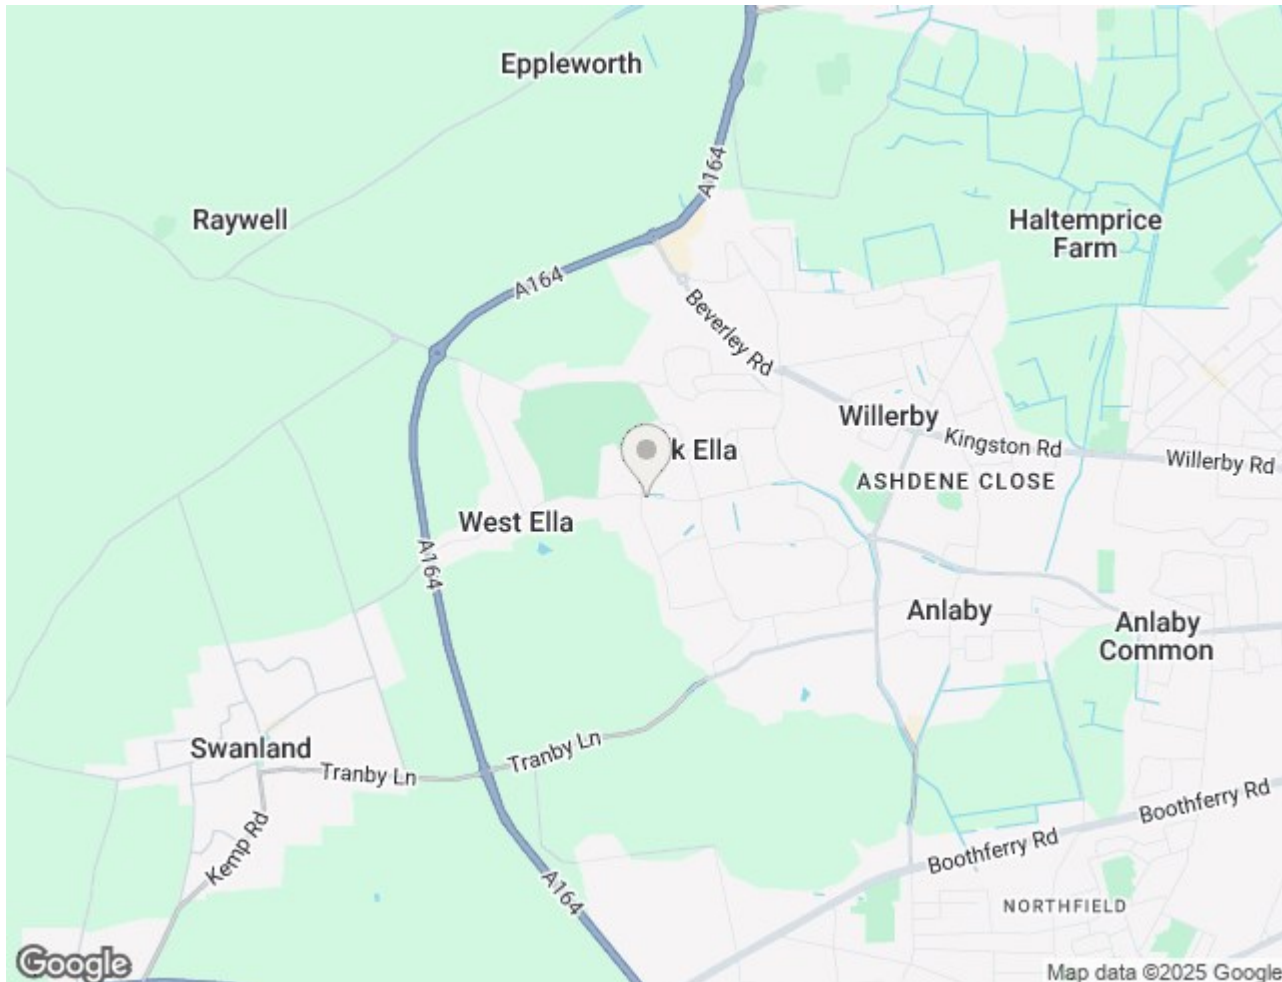 Eppleworth
A164
Raywell
Haltemprice
Farm
A164
Beverley Rd
Willerby
Kingston Rd
Willerby Rd
k Ella
ASHDENE CLOSE
West Ella
A164
Anlaby
Anlaby
Common
Swanland
Tranby Ln
Tranby Ln
Kemp Rd
Boothferry Rd
Boothferry Rd
A164
NORTHFIELD
Google
Map data ©2025 Google